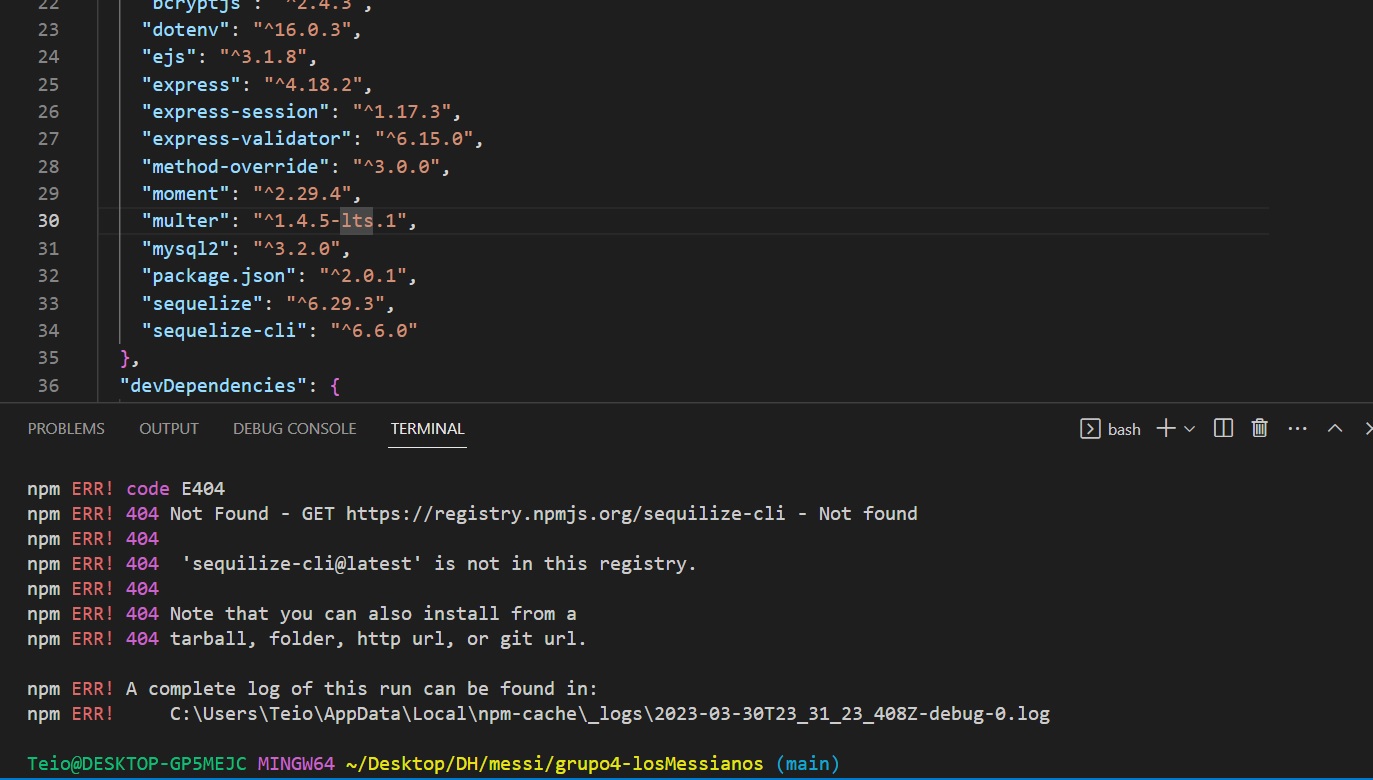 22 "bcryptjs": "^2.4.3",
23 "dotenv": "^16.0.3",
24 "ejs": "^3.1.8",
25 "express": "^4.18.2",
26 "express-session": "^1.17.3",
27 "express-validator": "^6.15.0",
28 "method-override": "^3.0.0",
29 "moment": "^2.29.4",
30 "multer": "^1.4.5-lts.1",
31 "mysql2": "^3.2.0",
32 "package.json": "^2.0.1",
33 "sequelize": "^6.29.3",
34 "sequelize-cli": "^6.6.0"
35 },
36 "devDependencies": {
PROBLEMS OUTPUT DEBUG CONSOLE TERMINAL bash
npm ERR! code E404
npm ERR! 404 Not Found - GET https://registry.npmjs.org/sequilize-cli - Not found
npm ERR! 404
npm ERR! 404  'sequilize-cli@latest' is not in this registry.
npm ERR! 404
npm ERR! 404 Note that you can also install from a
npm ERR! 404 tarball, folder, http url, or git url.
npm ERR! A complete log of this run can be found in:
npm ERR!     C:\Users\Teio\AppData\Local\npm-cache\_logs\2023-03-30T23_31_23_408Z-debug-0.log
Teio@DESKTOP-GP5MEJC MINGW64 ~/Desktop/DH/messi/grupo4-losMessianos (main)